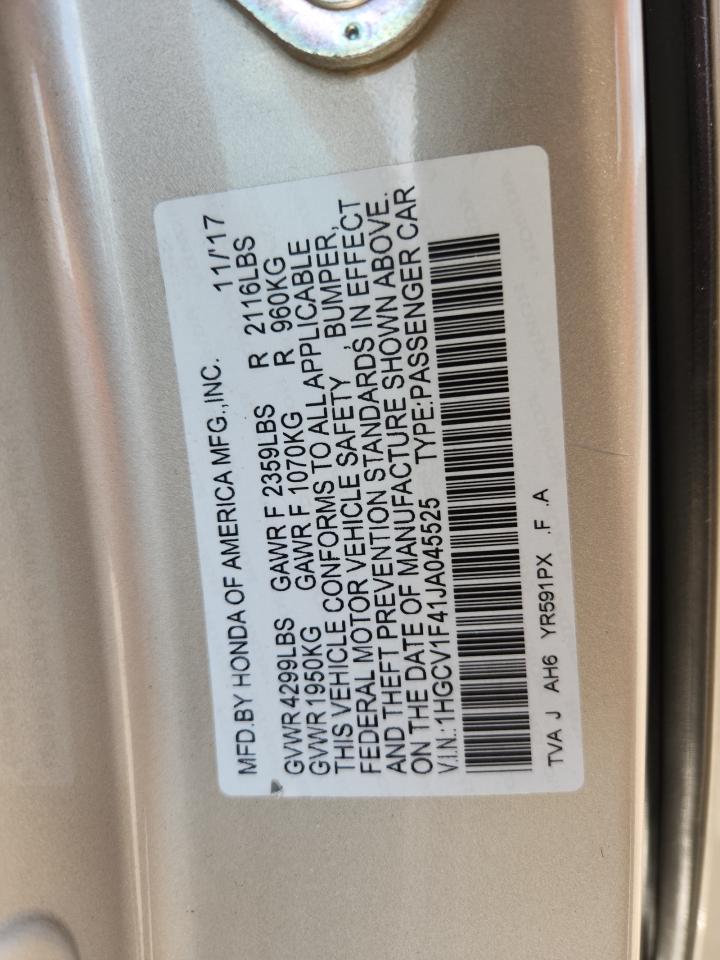 MFD.BY HONDA OF AMERICA MFG.,INC. 11/'17
GVWR4299LBS GAWR F 2359LBS R 2116LBS
GVWR1950KG GAWR F 1070KG R 960KG
THIS VEHICLE CONFORMS TO ALL APPLICABLE
FEDERAL MOTOR VEHICLE SAFETY , BUMPER,
AND THEFT PREVENTION STANDARDS IN EFFECT
ON THE DATE OF MANUFACTURE SHOWN ABOVE.
V.I.N.:1HGCV1F41JA045525 TYPE:PASSENGER CAR
TVA J AH6 YR591PX .F .A